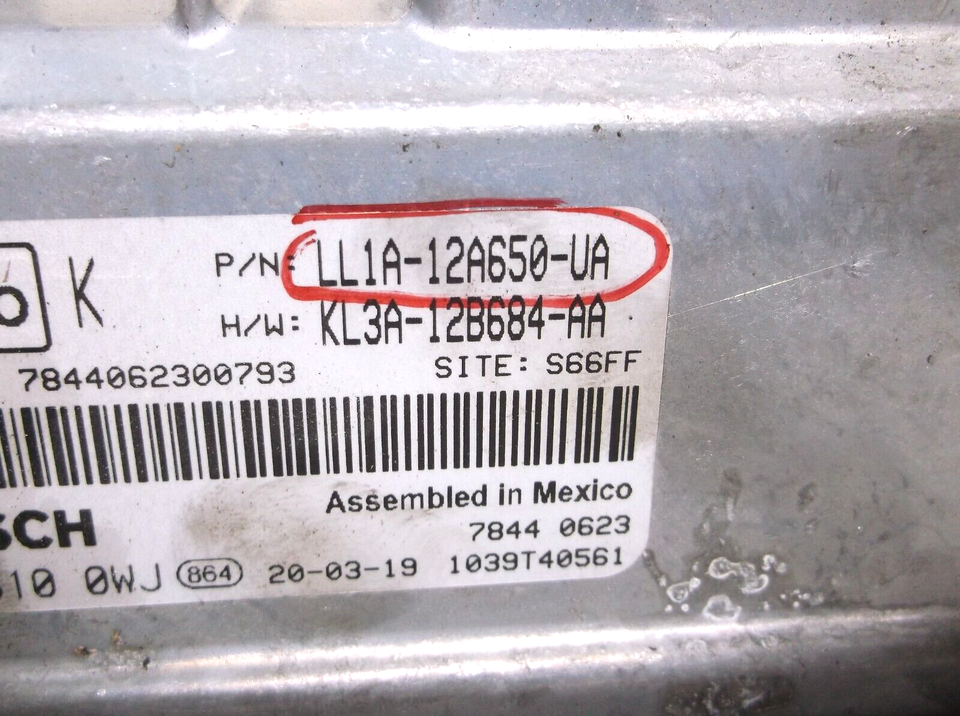 K P/N: LL1A-12A650-UA
H/W: KL3A-12B684-AA
7844062300793 SITE: S66FF
Assembled in Mexico
SCH 7844 0623
10 0WJ 864 20-03-19 1039T40561